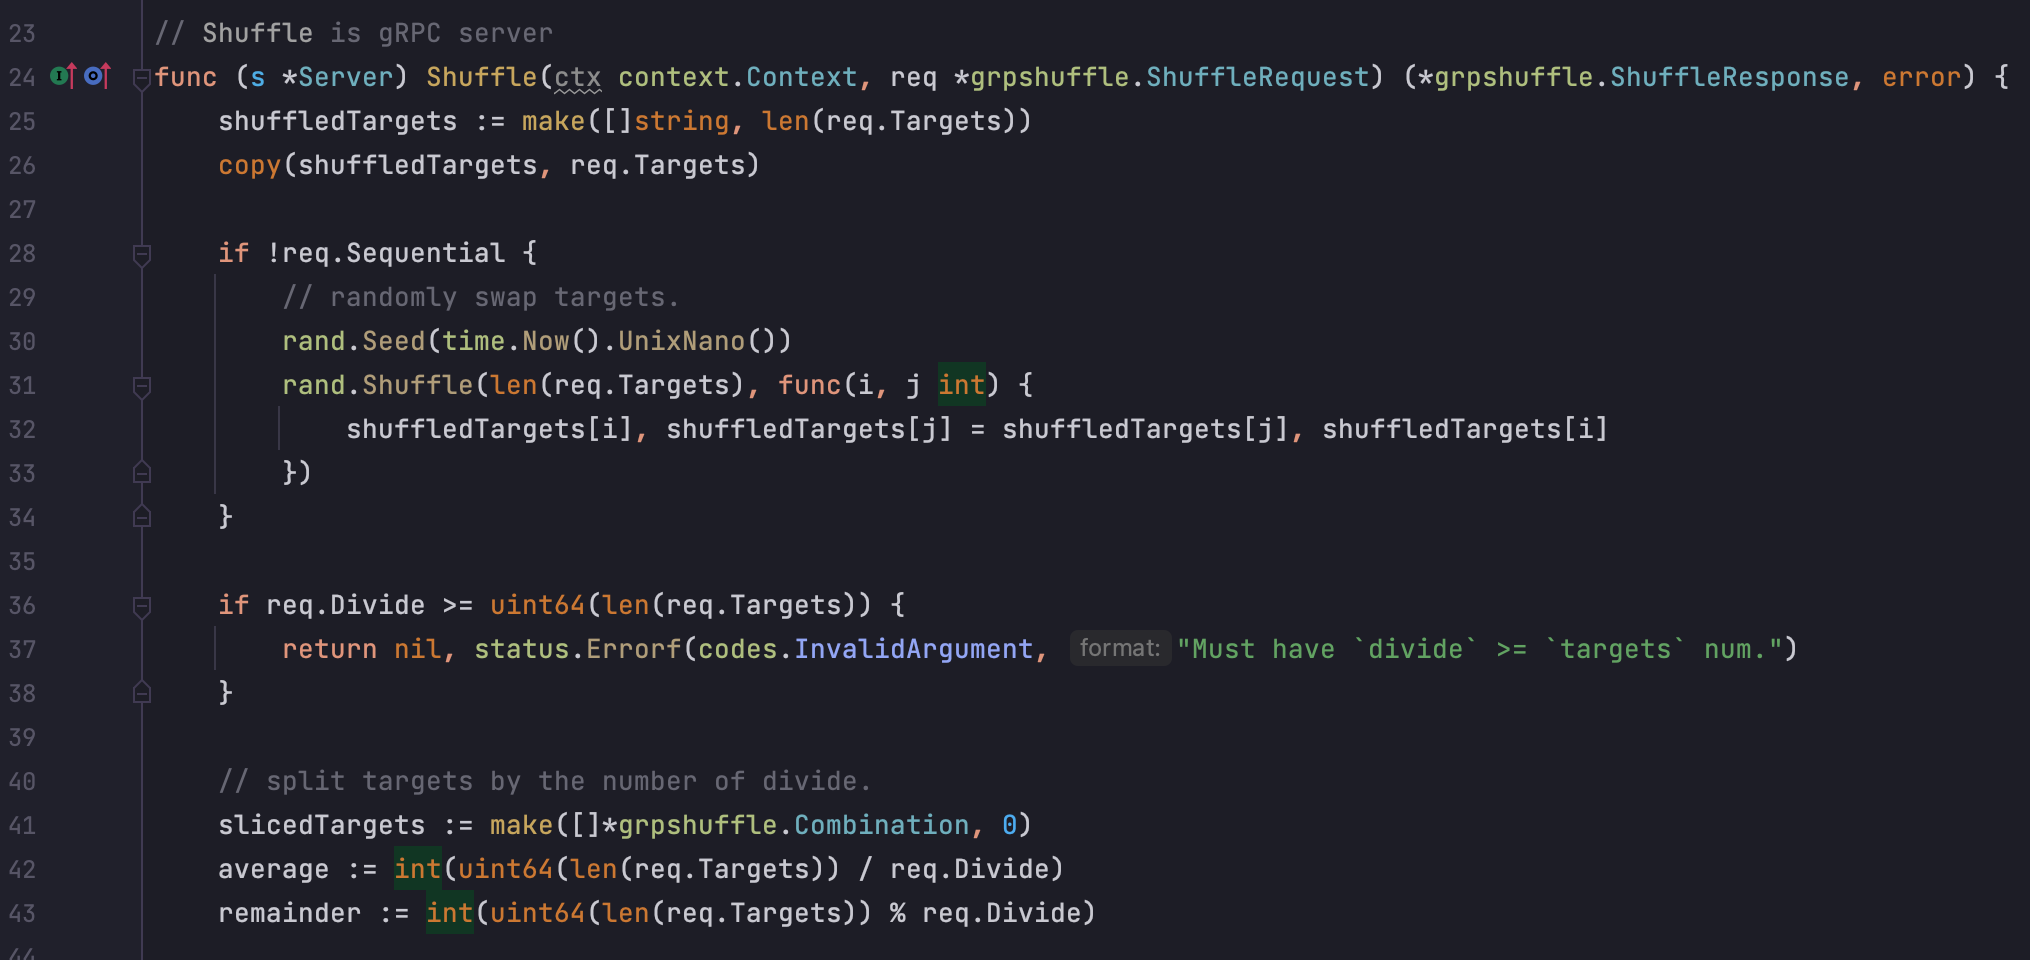 23 // Shuffle is gRPC server
24 func (s *Server) Shuffle(ctx context.Context, req *grpshuffle.ShuffleRequest) (*grpshuffle.ShuffleResponse, error) {
25 shuffledTargets := make([]string, len(req.Targets))
26 copy(shuffledTargets, req.Targets)
27
28 if !req.Sequential {
29 // randomly swap targets.
30 rand.Seed(time.Now().UnixNano())
31 rand.Shuffle(len(req.Targets), func(i, j int) {
32 shuffledTargets[i], shuffledTargets[j] = shuffledTargets[j], shuffledTargets[i]
33 })
34 }
35
36 if req.Divide >= uint64(len(req.Targets)) {
37 return nil, status.Errorf(codes.InvalidArgument, format: "Must have `divide` >= `targets` num.")
38 }
39
40 // split targets by the number of divide.
41 slicedTargets := make([]*grpshuffle.Combination, 0)
42 average := int(uint64(len(req.Targets)) / req.Divide)
43 remainder := int(uint64(len(req.Targets)) % req.Divide)
44